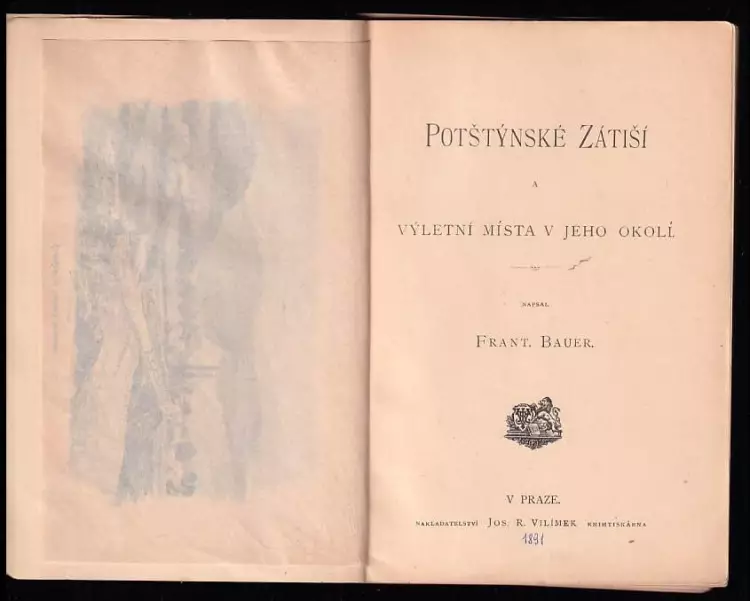 POTŠTÝNSKÉ ZÁTIŠÍ
A
VÝLETNÍ MÍSTA V JEHO OKOLÍ.
NAPSAL
FRANT. BAUER.
V PRAZE.
NAKLADATELSTVÍ JOS. R. VILÍMEK KNIHTISKÁRNA
1891